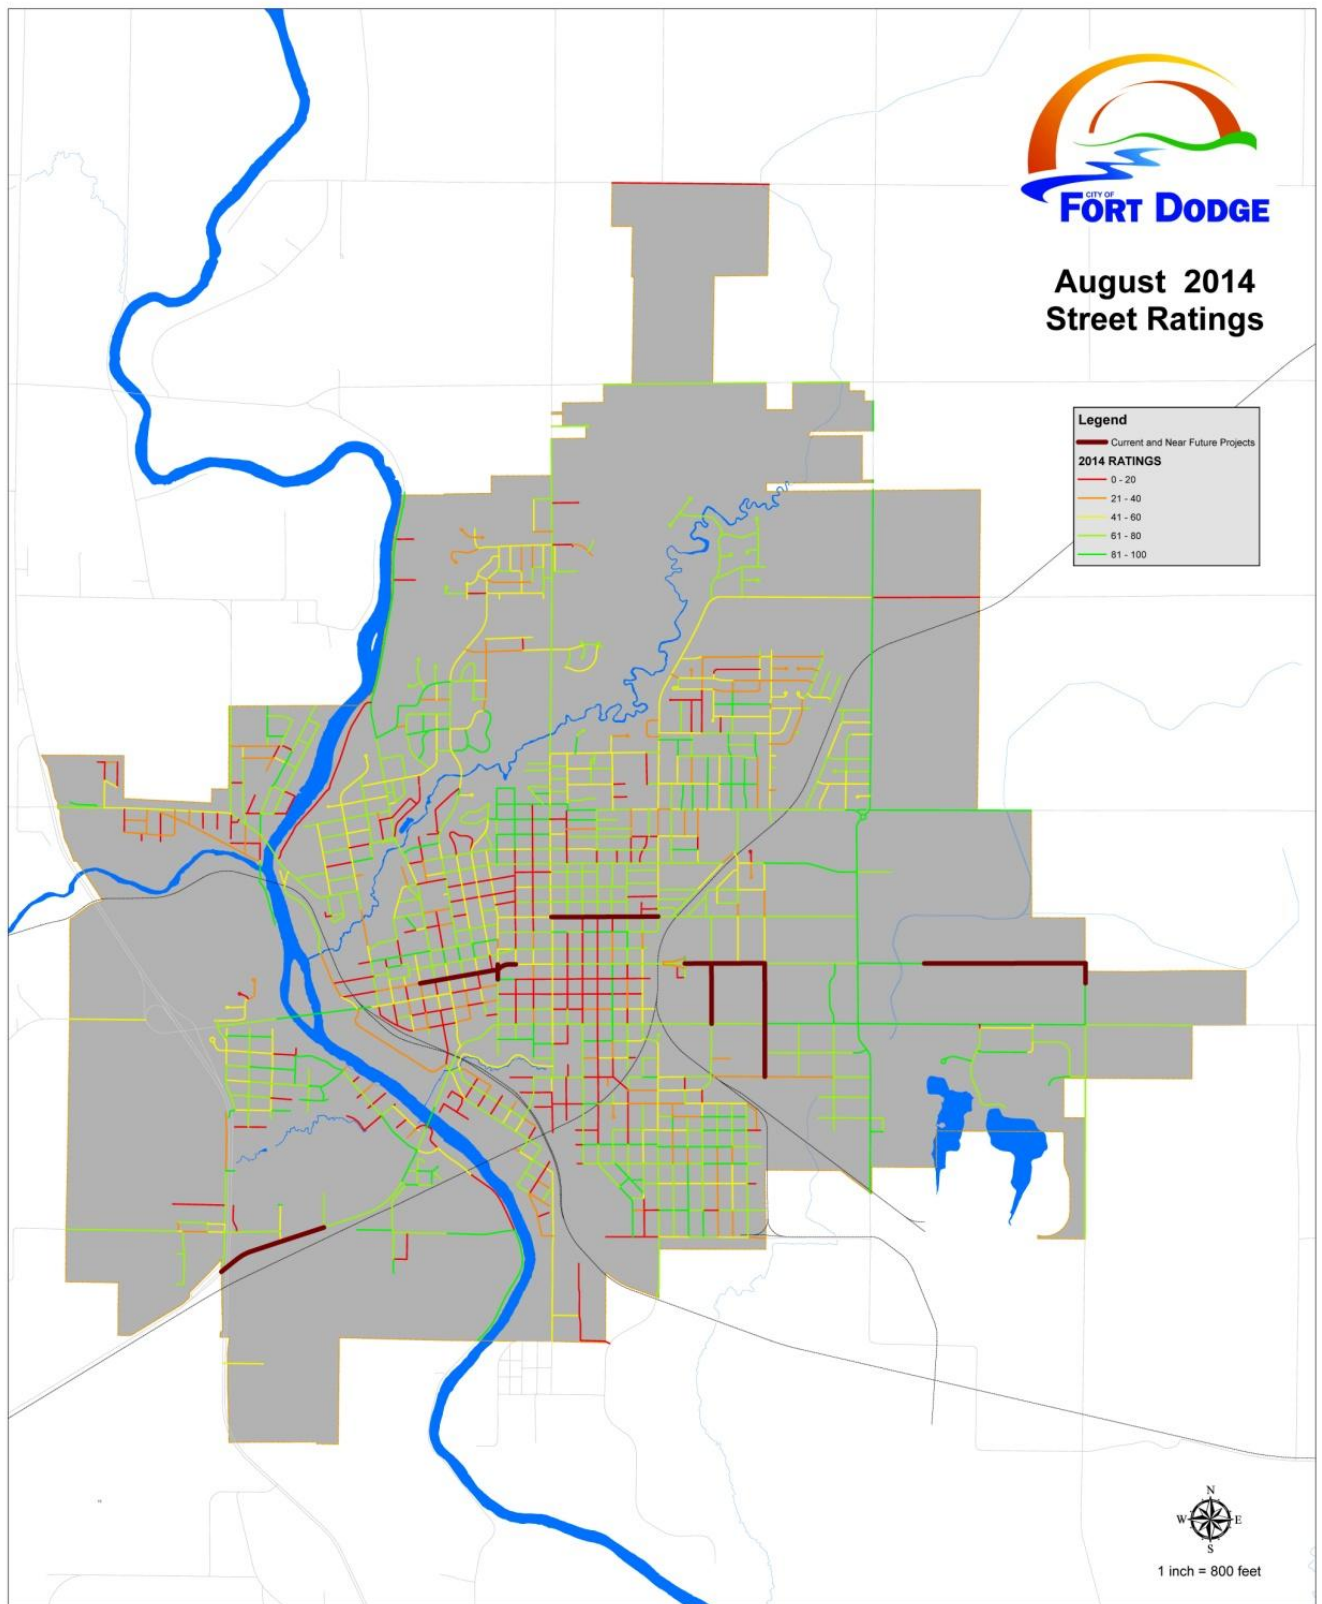 CITY OF
FORT DODGE
August 2014
Street Ratings
Legend
Current and Near Future Projects
2014 RATINGS
0 - 20
21 - 40
41 - 60
61 - 80
81 - 100
N
W E
S
1 inch = 800 feet